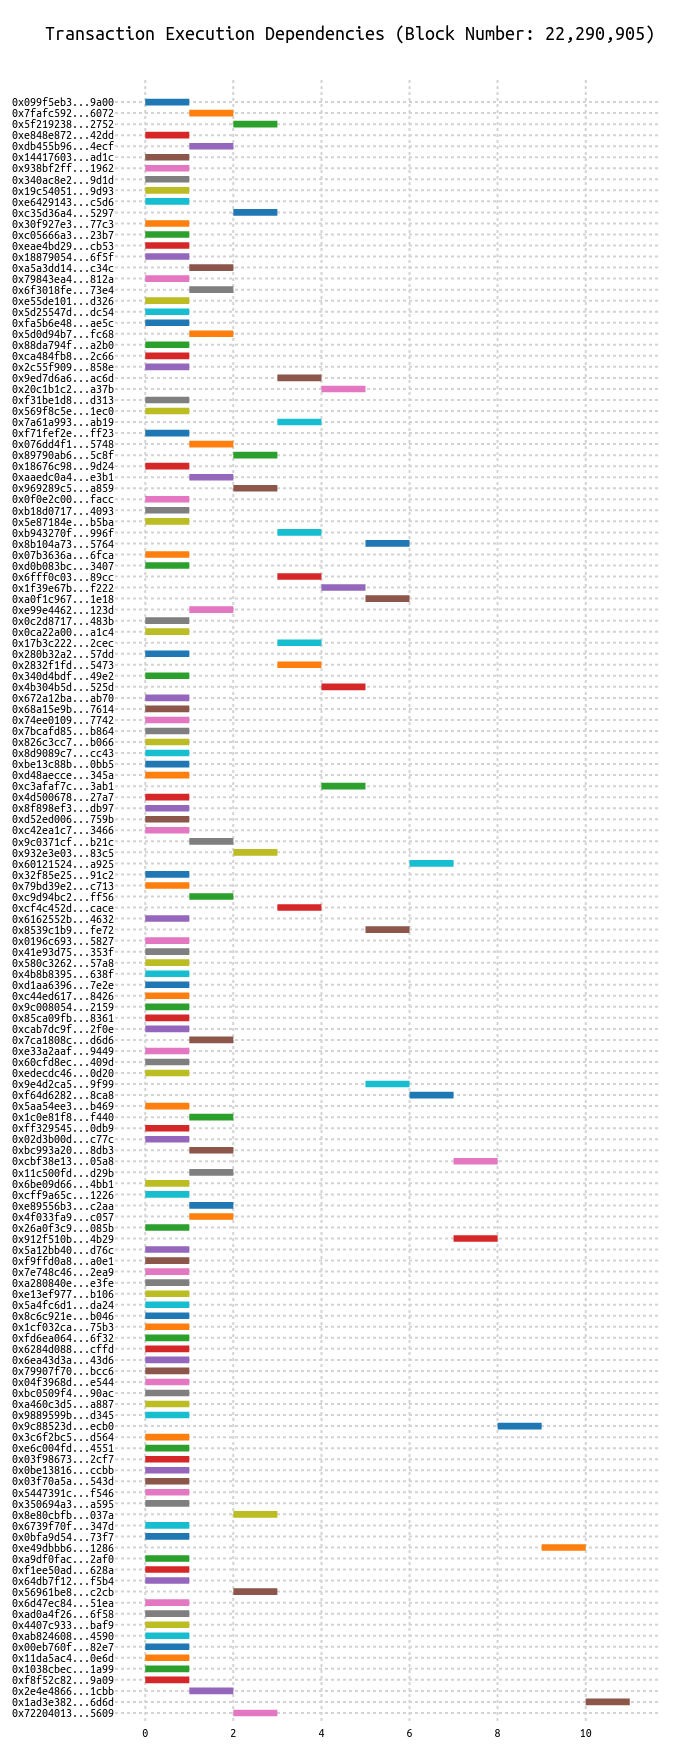 Transaction Execution Dependencies (Block Number: 22,290,905)
0x099f5eb3...9a00
0x7fafc592...6072
0x5f219238...2752
0xe848e872...42dd
0xdb455b96...4ecf
0x14417603...ad1c
0x938bf2ff...1962
0x340ac8e2...9d1d
0x19c54051...9d93
0xe6429143...c5d6
0xc35d36a4...5297
0x30f927e3...77c3
0xc05666a3...23b7
0xeae4bd29...cb53
0x18879054...6f5f
0xa5a3dd14...c34c
0x79843ea4...812a
0x6f3018fe...73e4
0xe55de101...d326
0x5d25547d...dc54
0xfa5b6e48...ae5c
0x5d0d94b7...fc68
0x88da794f...a2b0
0xca484fb8...2c66
0x2c55f909...858e
0x9ed7d6a6...ac6d
0x20c1b1c2...a37b
0xf31be1d8...d313
0x569f8c5e...1ec0
0x7a61a993...ab19
0xf71fef2e...ff23
0x076dd4f1...5748
0x89790ab6...5c8f
0x18676c98...9d24
0xaaedc0a4...e3b1
0x969289c5...a859
0x0f0e2c00...facc
0xb18d0717...4093
0x5e87184e...b5ba
0xb943270f...996f
0x8b104a73...5764
0x07b3636a...6fca
0xd0b083bc...3407
0x6fff0c03...89cc
0x1f39e67b...f222
0xa0f1c967...1e18
0xe99e4462...123d
0x0c2d8717...483b
0x0ca22a00...a1c4
0x17b3c222...2cec
0x280b32a2...57dd
0x2832f1fd...5473
0x340d4bdf...49e2
0x4b304b5d...525d
0x672a12ba...ab70
0x68a15e9b...7614
0x74ee0109...7742
0x7bcafd85...b864
0x826c3cc7...b066
0x8d9089c7...cc43
0xbe13c88b...0bb5
0xd48aecce...345a
0xc3afaf7c...3ab1
0x4d500678...27a7
0x8f898ef3...db97
0xd52ed006...759b
0xc42ea1c7...3466
0x9c0371cf...b21c
0x932e3e03...83c5
0x60121524...a925
0x32f85e25...91c2
0x79bd39e2...c713
0xc9d94bc2...ff56
0xcf4c452d...cace
0x6162552b...4632
0x8539c1b9...fe72
0x0196c693...5827
0x41e93d75...353f
0x580c3262...57a8
0x4b8b8395...638f
0xd1aa6396...7e2e
0xc44ed617...8426
0x9c008054...2159
0x85ca09fb...8361
0xcab7dc9f...2f0e
0x7ca1808c...d6d6
0xe33a2aaf...9449
0x60cfd8ec...409d
0xedecdc46...0d20
0x9e4d2ca5...9f99
0xf64d6282...8ca8
0x5aa54ee3...b469
0x1c0e81f8...f440
0xff329545...0db9
0x02d3b00d...c77c
0xbc993a20...8db3
0xcbf38e13...05a8
0x11c500fd...d29b
0x6be09d66...4bb1
0xcff9a65c...1226
0xe89556b3...c2aa
0x4f033fa9...c057
0x26a0f3c9...085b
0x912f510b...4b29
0x5a12bb40...d76c
0xf9ffd0a8...a0e1
0x7e748c46...2ea9
0xa280840e...e3fe
0xe13ef977...b106
0x5a4fc6d1...da24
0x8c6c921e...b046
0x1cf032ca...75b3
0xfd6ea064...6f32
0x6284d088...cffd
0x6ea43d3a...43d6
0x79907f70...bcc6
0x04f3968d...e544
0xbc0509f4...90ac
0xa460c3d5...a887
0x9889599b...d345
0x9c88523d...ecb0
0x3c6f2bc5...d564
0xe6c004fd...4551
0x03f98673...2cf7
0x0be13816...ccbb
0x03f70a5a...543d
0x5447391c...f546
0x350694a3...a595
0x8e80cbfb...037a
0x6739f70f...347d
0x0bfa9d54...73f7
0xe49dbbb6...1286
0xa9df0fac...2af0
0xf1ee50ad...628a
0x64db7f12...f5b4
0x56961be8...c2cb
0x6d47ec84...51ea
0xad0a4f26...6f58
0x4407c933...baf9
0xab824608...4590
0x00eb760f...82e7
0x11da5ac4...0e6d
0x1038cbec...1a99
0xf8f52c82...9a09
0x2e4e4866...1cbb
0x1ad3e382...6d6d
0x72204013...5609
0 2 4 6 8 10